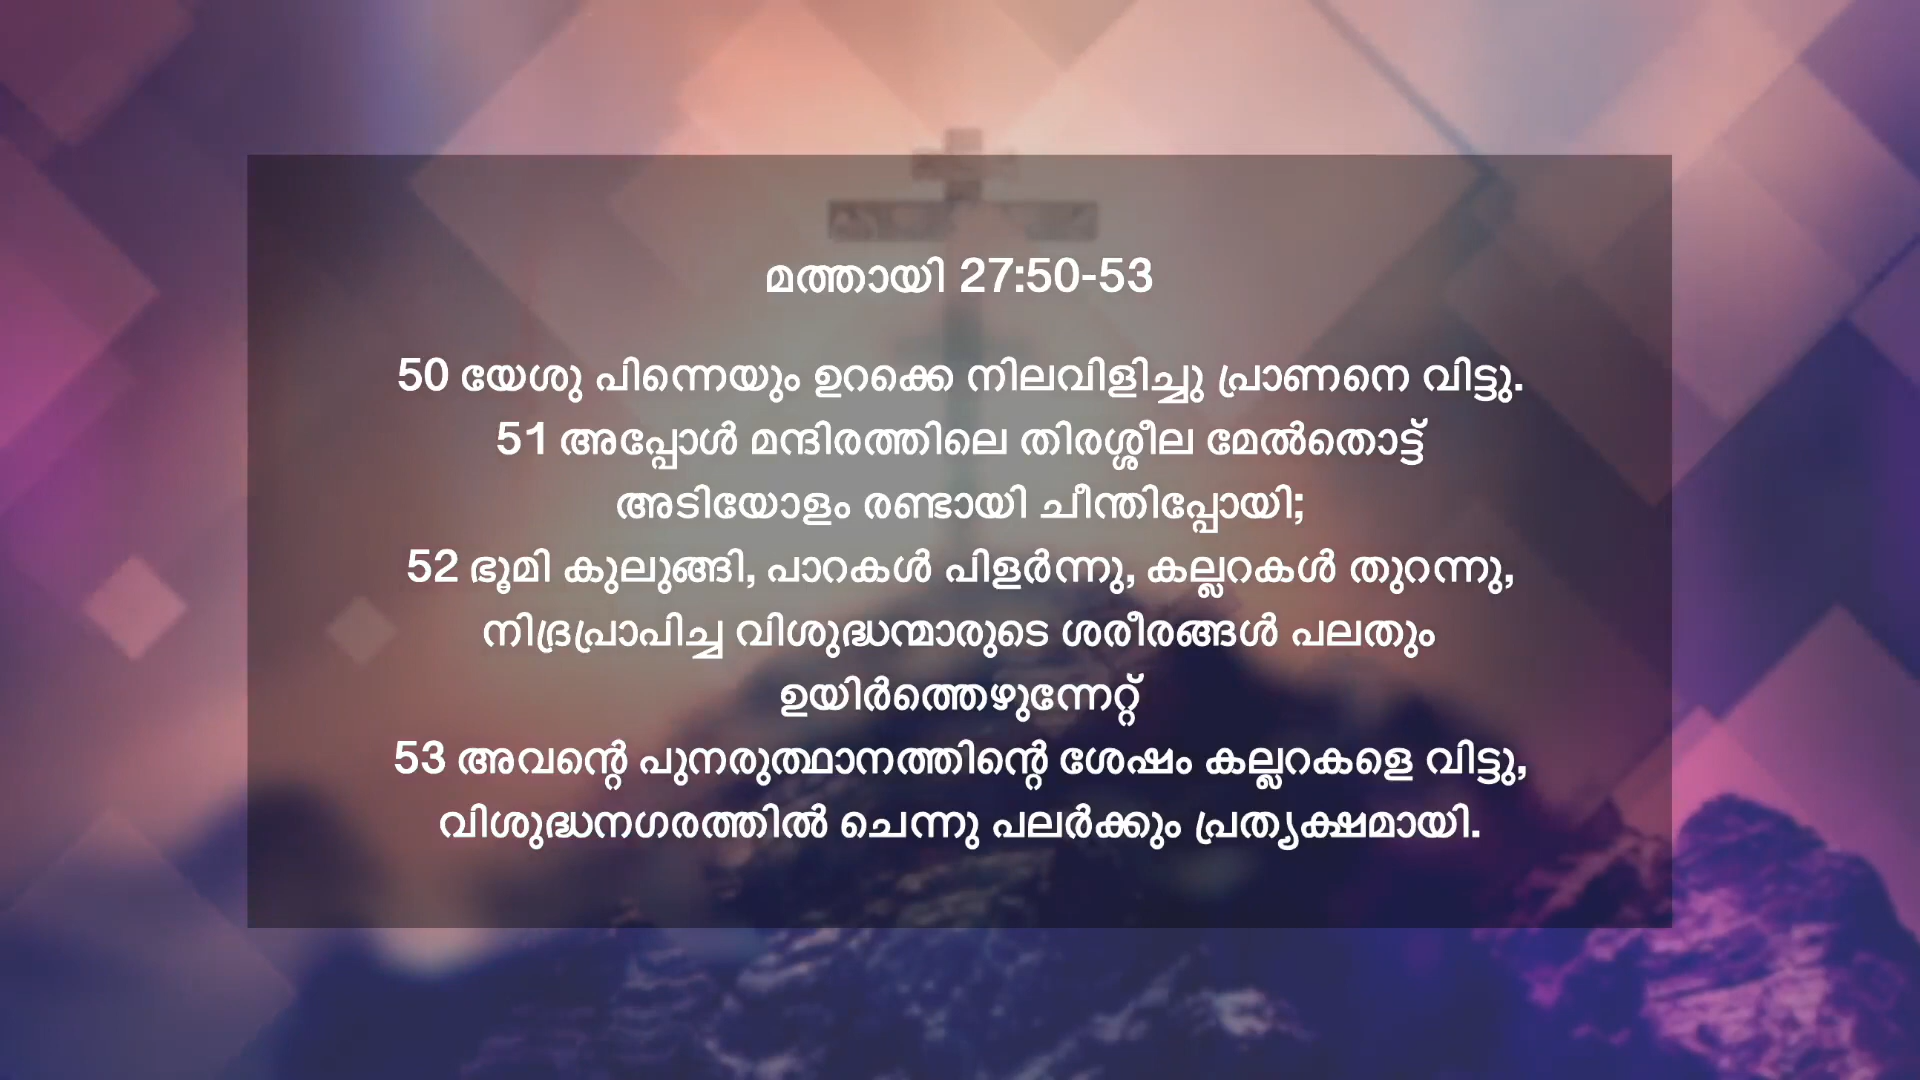 മത്തായി 27:50-53
50 യേശു പിന്നെയും ഉറക്കെ നിലവിളിച്ചു പ്രാണനെ വിട്ടു.
51 അപ്പോൾ മന്ദിരത്തിലെ തിരശ്ശീല മേൽതൊട്ട്
അടിയോളം രണ്ടായി ചീന്തിപ്പോയി;
52 ഭൂമി കുലുങ്ങി, പാറകൾ പിളർന്നു, കല്ലറകൾ തുറന്നു,
നിദ്രപ്രാപിച്ച വിശുദ്ധന്മാരുടെ ശരീരങ്ങൾ പലതും
ഉയിർത്തെഴുന്നേറ്റ്
53 അവന്റെ പുനരുത്ഥാനത്തിന്റെ ശേഷം കല്ലറകളെ വിട്ടു,
വിശുദ്ധനഗരത്തിൽ ചെന്നു പലർക്കും പ്രത്യക്ഷമായി.